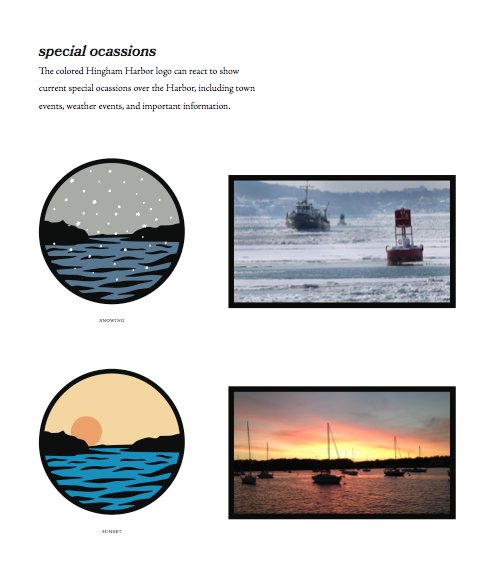 special ocassions
The colored Hingham Harbor logo can react to show
current special ocassions over the Harbor, including town
events, weather events, and important information.
SNOWING
SUNSET